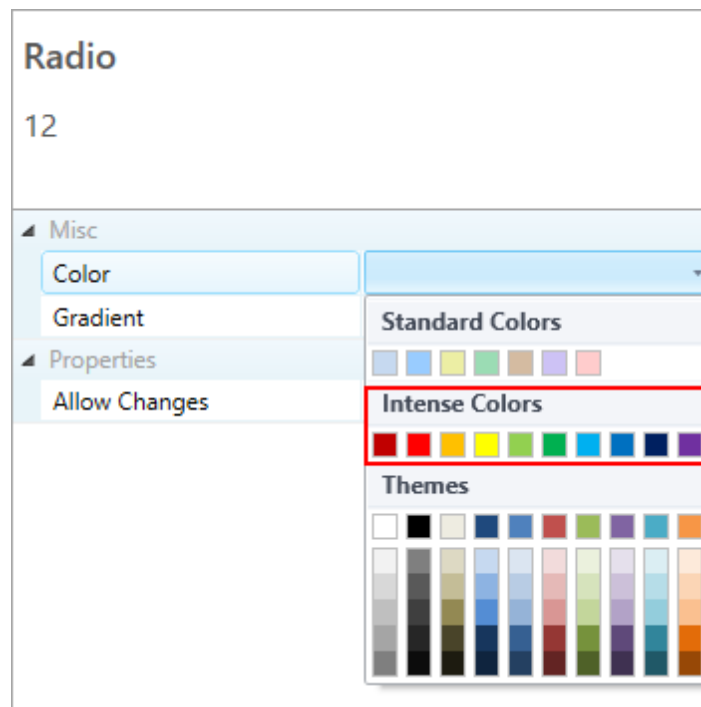 Radio
12
Misc
Color
Gradient
Standard Colors
Properties
Allow Changes
Intense Colors
Themes